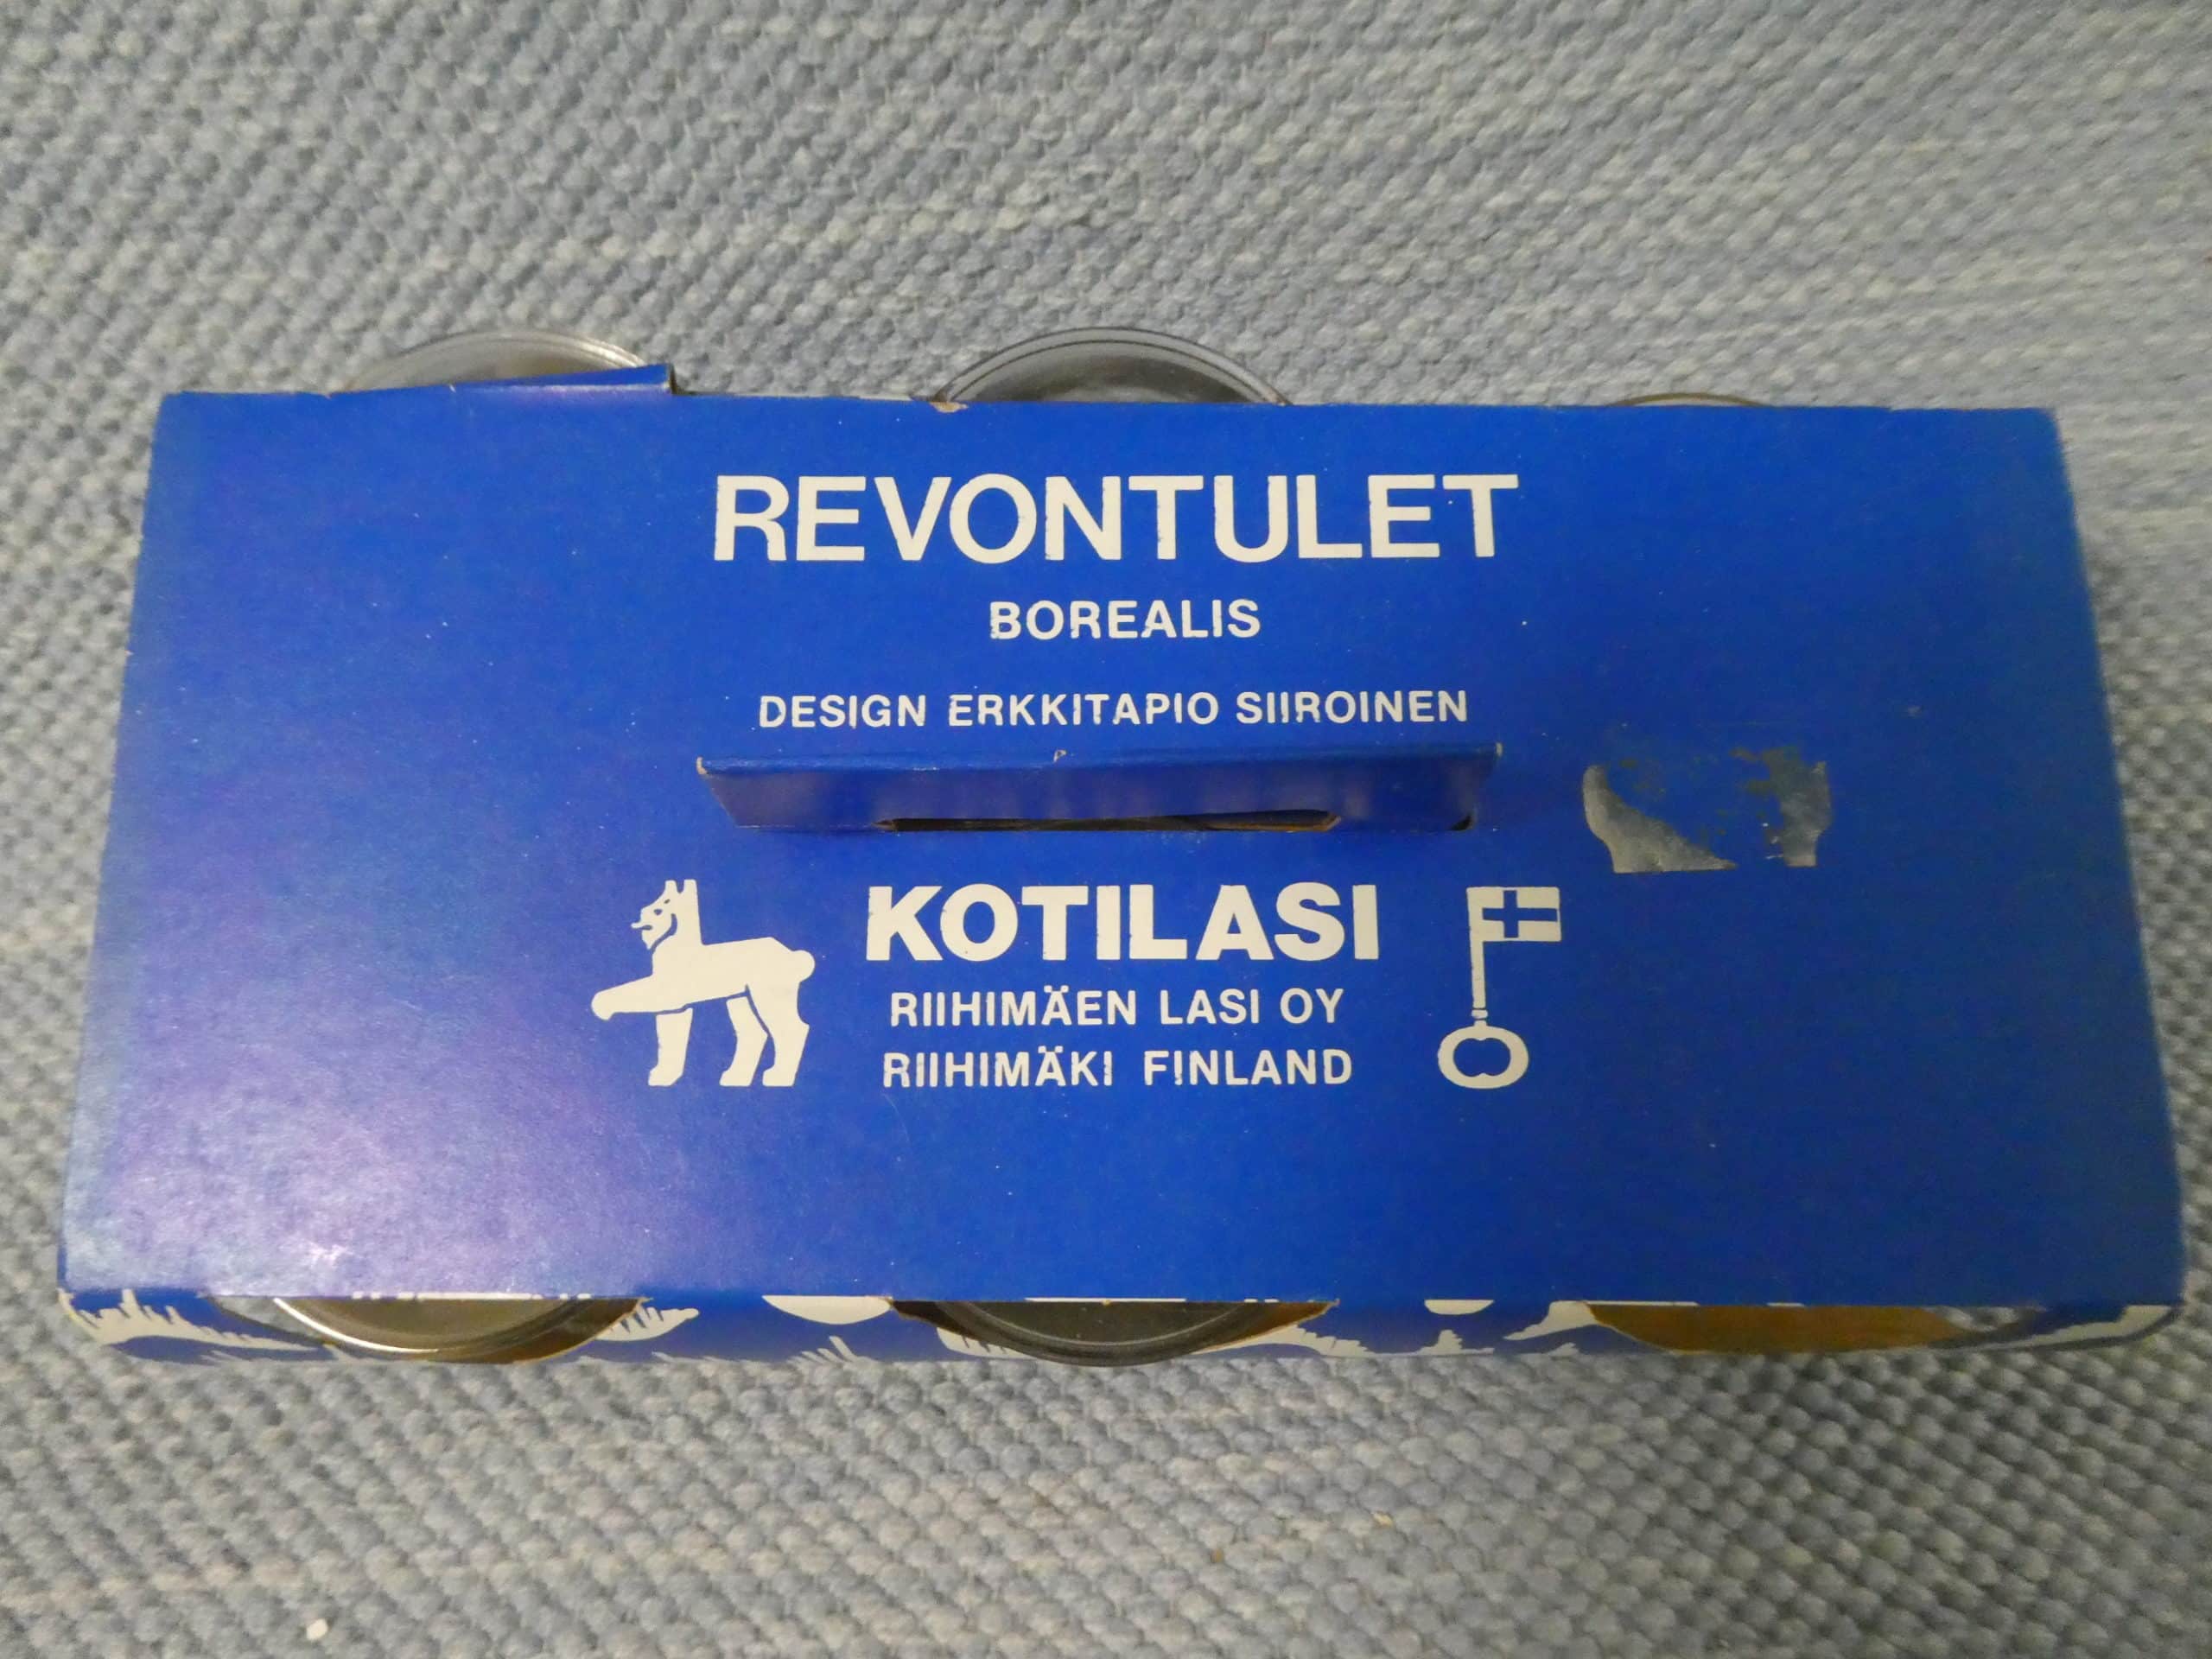 REVONTULET
BOREALIS
DESIGN ERKKITAPIO SIIROINEN
KOTILASI
RIIHIMÄEN LASI OY
RIIHIMÄKI FINLAND